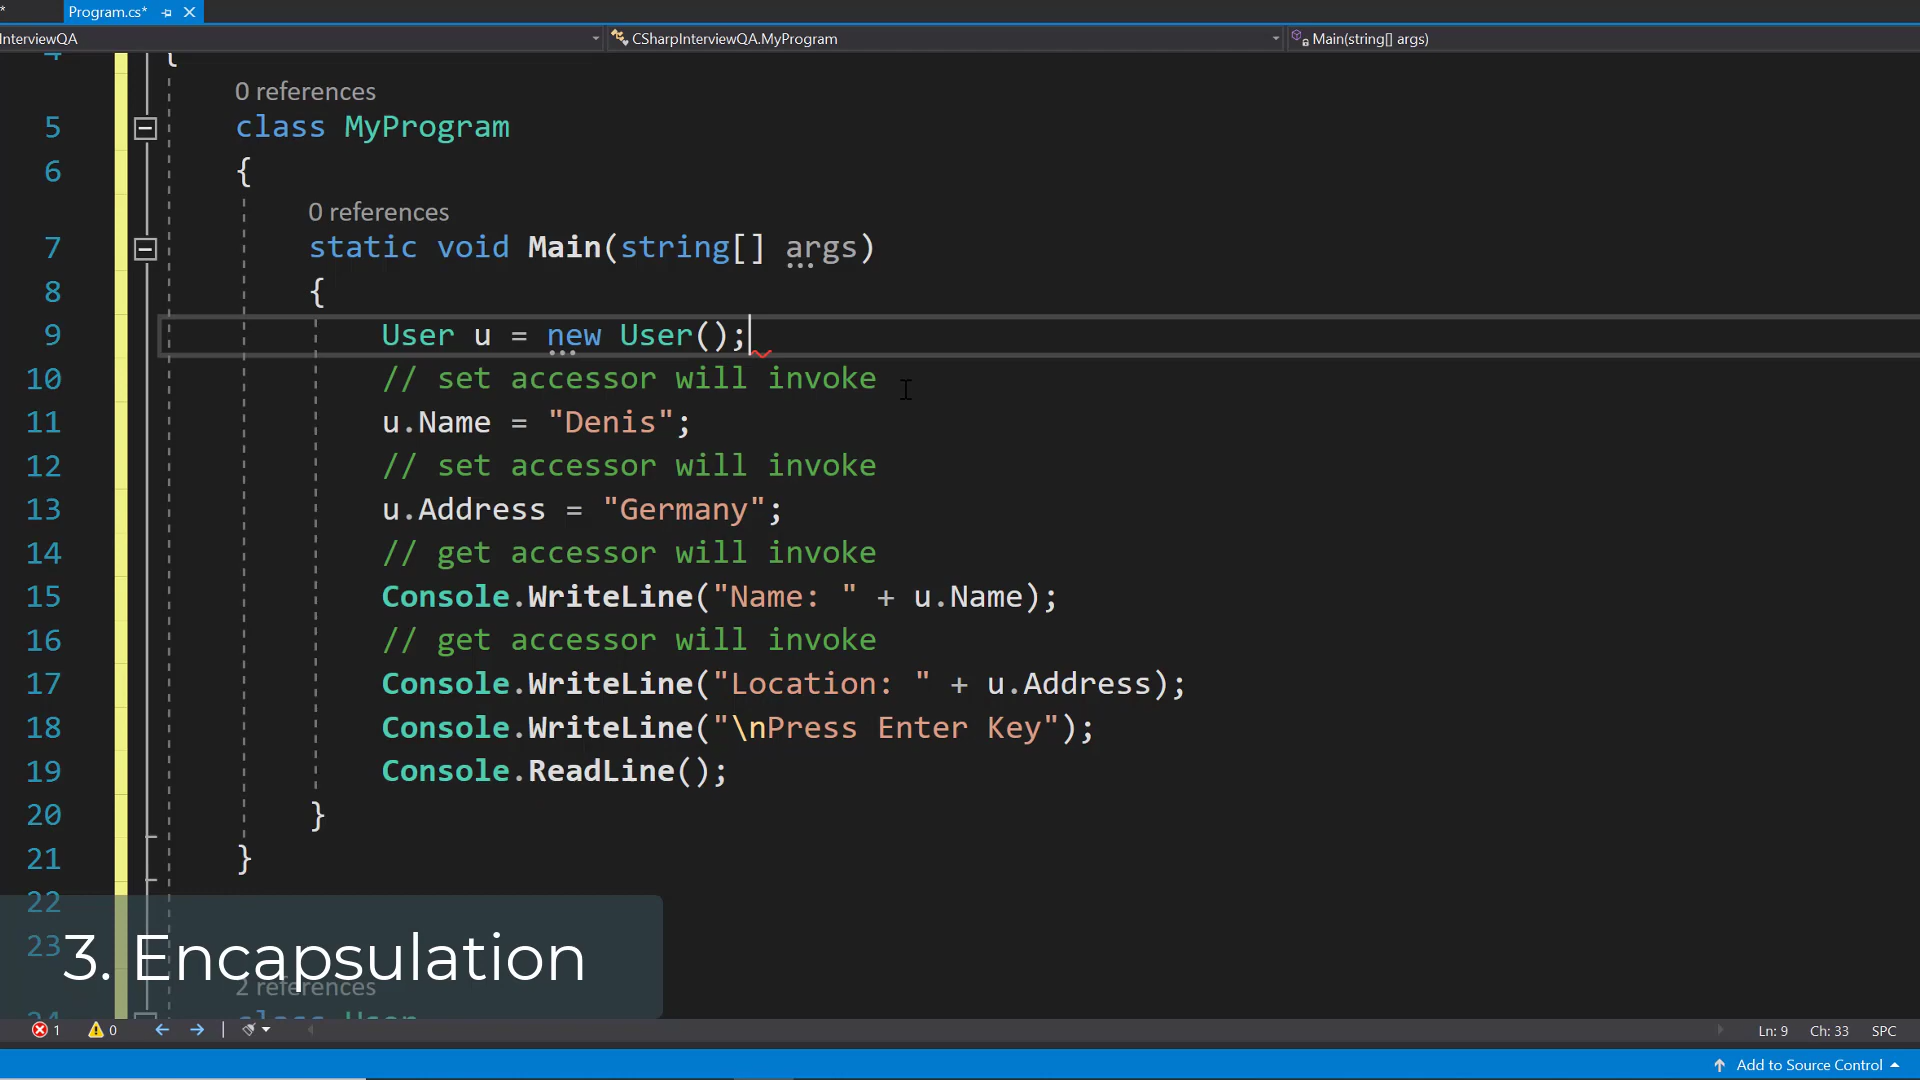 * Program.cs*
InterviewQA CSharpInterviewQA.MyProgram Main(string[] args)
4 {
0 references
5 class MyProgram
6 {
0 references
7 static void Main(string[] args)
8 {
9 User u = new User();
10 // set accessor will invoke
11 u.Name = "Denis";
12 // set accessor will invoke
13 u.Address = "Germany";
14 // get accessor will invoke
15 Console.WriteLine("Name: " + u.Name);
16 // get accessor will invoke
17 Console.WriteLine("Location: " + u.Address);
18 Console.WriteLine("\nPress Enter Key");
19 Console.ReadLine();
20 }
21 }
22
23
3. Encapsulation
2 references
24 class User
1 0 Ln: 9 Ch: 33 SPC
Add to Source Control